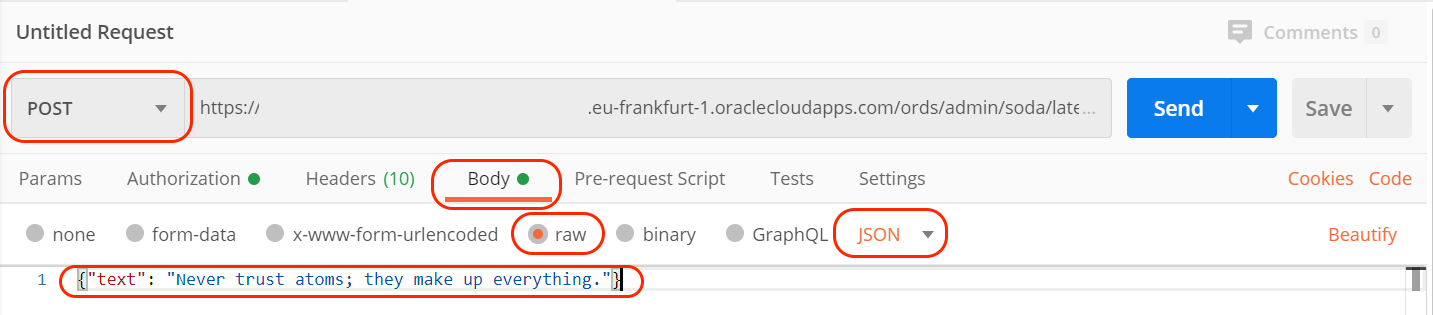 Untitled Request
Comments 0
POST https:// .eu-frankfurt-1.oraclecloudapps.com/ords/admin/soda/late... Send Save
Params Authorization Headers (10) Body Pre-request Script Tests Settings Cookies Code
none form-data x-www-form-urlencoded raw binary GraphQL JSON Beautify
1 {"text": "Never trust atoms; they make up everything."}